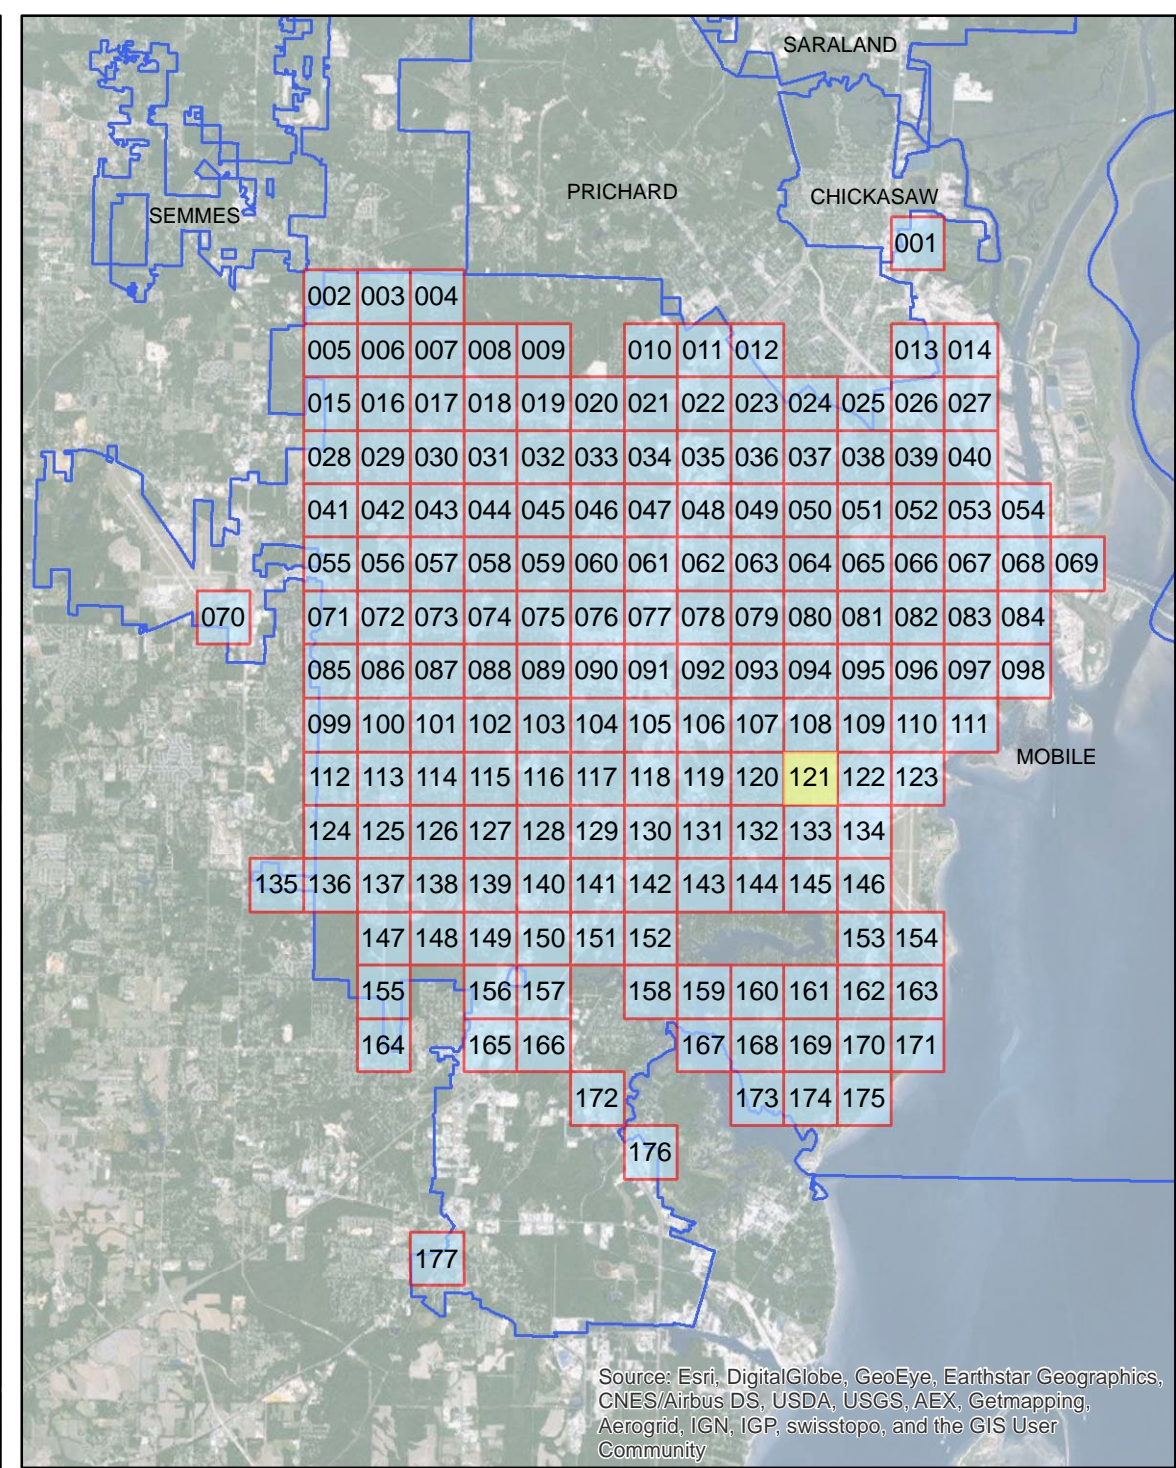 SARALAND
PRICHARD
CHICKASAW
SEMMES
001
002 003 004
005 006 007 008 009 010 011 012 013 014
015 016 017 018 019 020 021 022 023 024 025 026 027
028 029 030 031 032 033 034 035 036 037 038 039 040
041 042 043 044 045 046 047 048 049 050 051 052 053 054
055 056 057 058 059 060 061 062 063 064 065 066 067 068 069
070 071 072 073 074 075 076 077 078 079 080 081 082 083 084
085 086 087 088 089 090 091 092 093 094 095 096 097 098
099 100 101 102 103 104 105 106 107 108 109 110 111
MOBILE
112 113 114 115 116 117 118 119 120 121 122 123
124 125 126 127 128 129 130 131 132 133 134
135 136 137 138 139 140 141 142 143 144 145 146
147 148 149 150 151 152 153 154
155 156 157 158 159 160 161 162 163
164 165 166 167 168 169 170 171
172 173 174 175
176
177
Source: Esri, DigitalGlobe, GeoEye, Earthstar Geographics,
CNES/Airbus DS, USDA, USGS, AEX, Getmapping,
Aerogrid, IGN, IGP, swisstopo, and the GIS User
Community